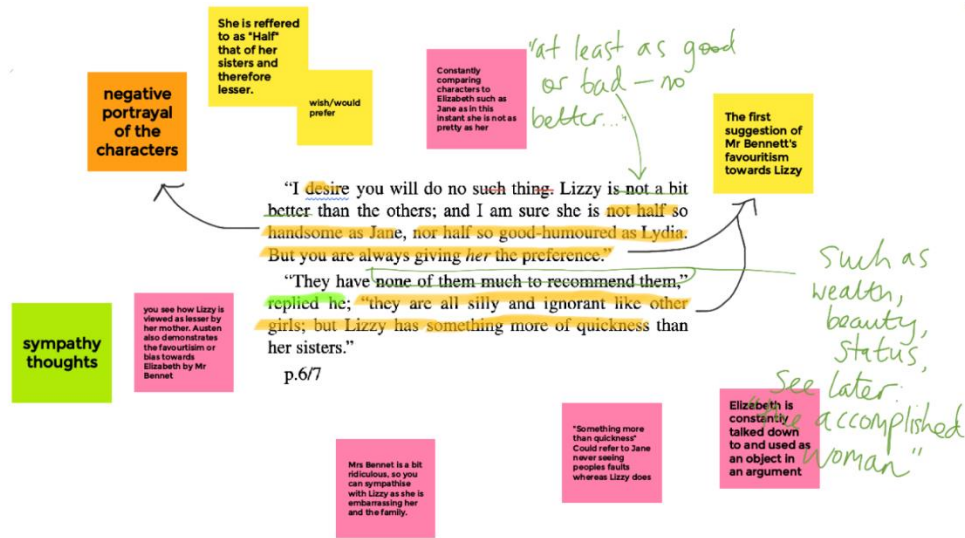 She is reffered
to as "Half"
that of her
sisters and
therefore
lesser.
negative
portrayal
of the
characters
wish/would
prefer
Constantly
comparing
characters to
Elizabeth such as
Jane as in this
instant she is not as
pretty as her
"at least as good
or bad – no
better..."
The first
suggestion of
Mr Bennett's
favouritism
towards Lizzy
“I desire you will do no such thing. Lizzy is not a bit
better than the others; and I am sure she is not half so
handsome as Jane, nor half so good-humoured as Lydia.
But you are always giving her the preference.”
“They have none of them much to recommend them,”
replied he; “they are all silly and ignorant like other
girls; but Lizzy has something more of quickness than
her sisters.”
p.6/7
such as
wealth,
beauty,
status,
See later:
"the accomplished
woman"
sympathy
thoughts
you see how Lizzy is
viewed as lesser by
her mother. Austen
also demonstrates
the favourtisim or
bias towards
Elizabeth by Mr
Bennet
Mrs Bennet is a bit
ridiculous, so you
can sympathise
with Lizzy as she is
embarrassing her
and the family.
"Something more
than quickness"
Could refer to Jane
never seeing
peoples faults
whereas Lizzy does
Elizabeth is
constantly
talked down
to and used as
an object in
an argument